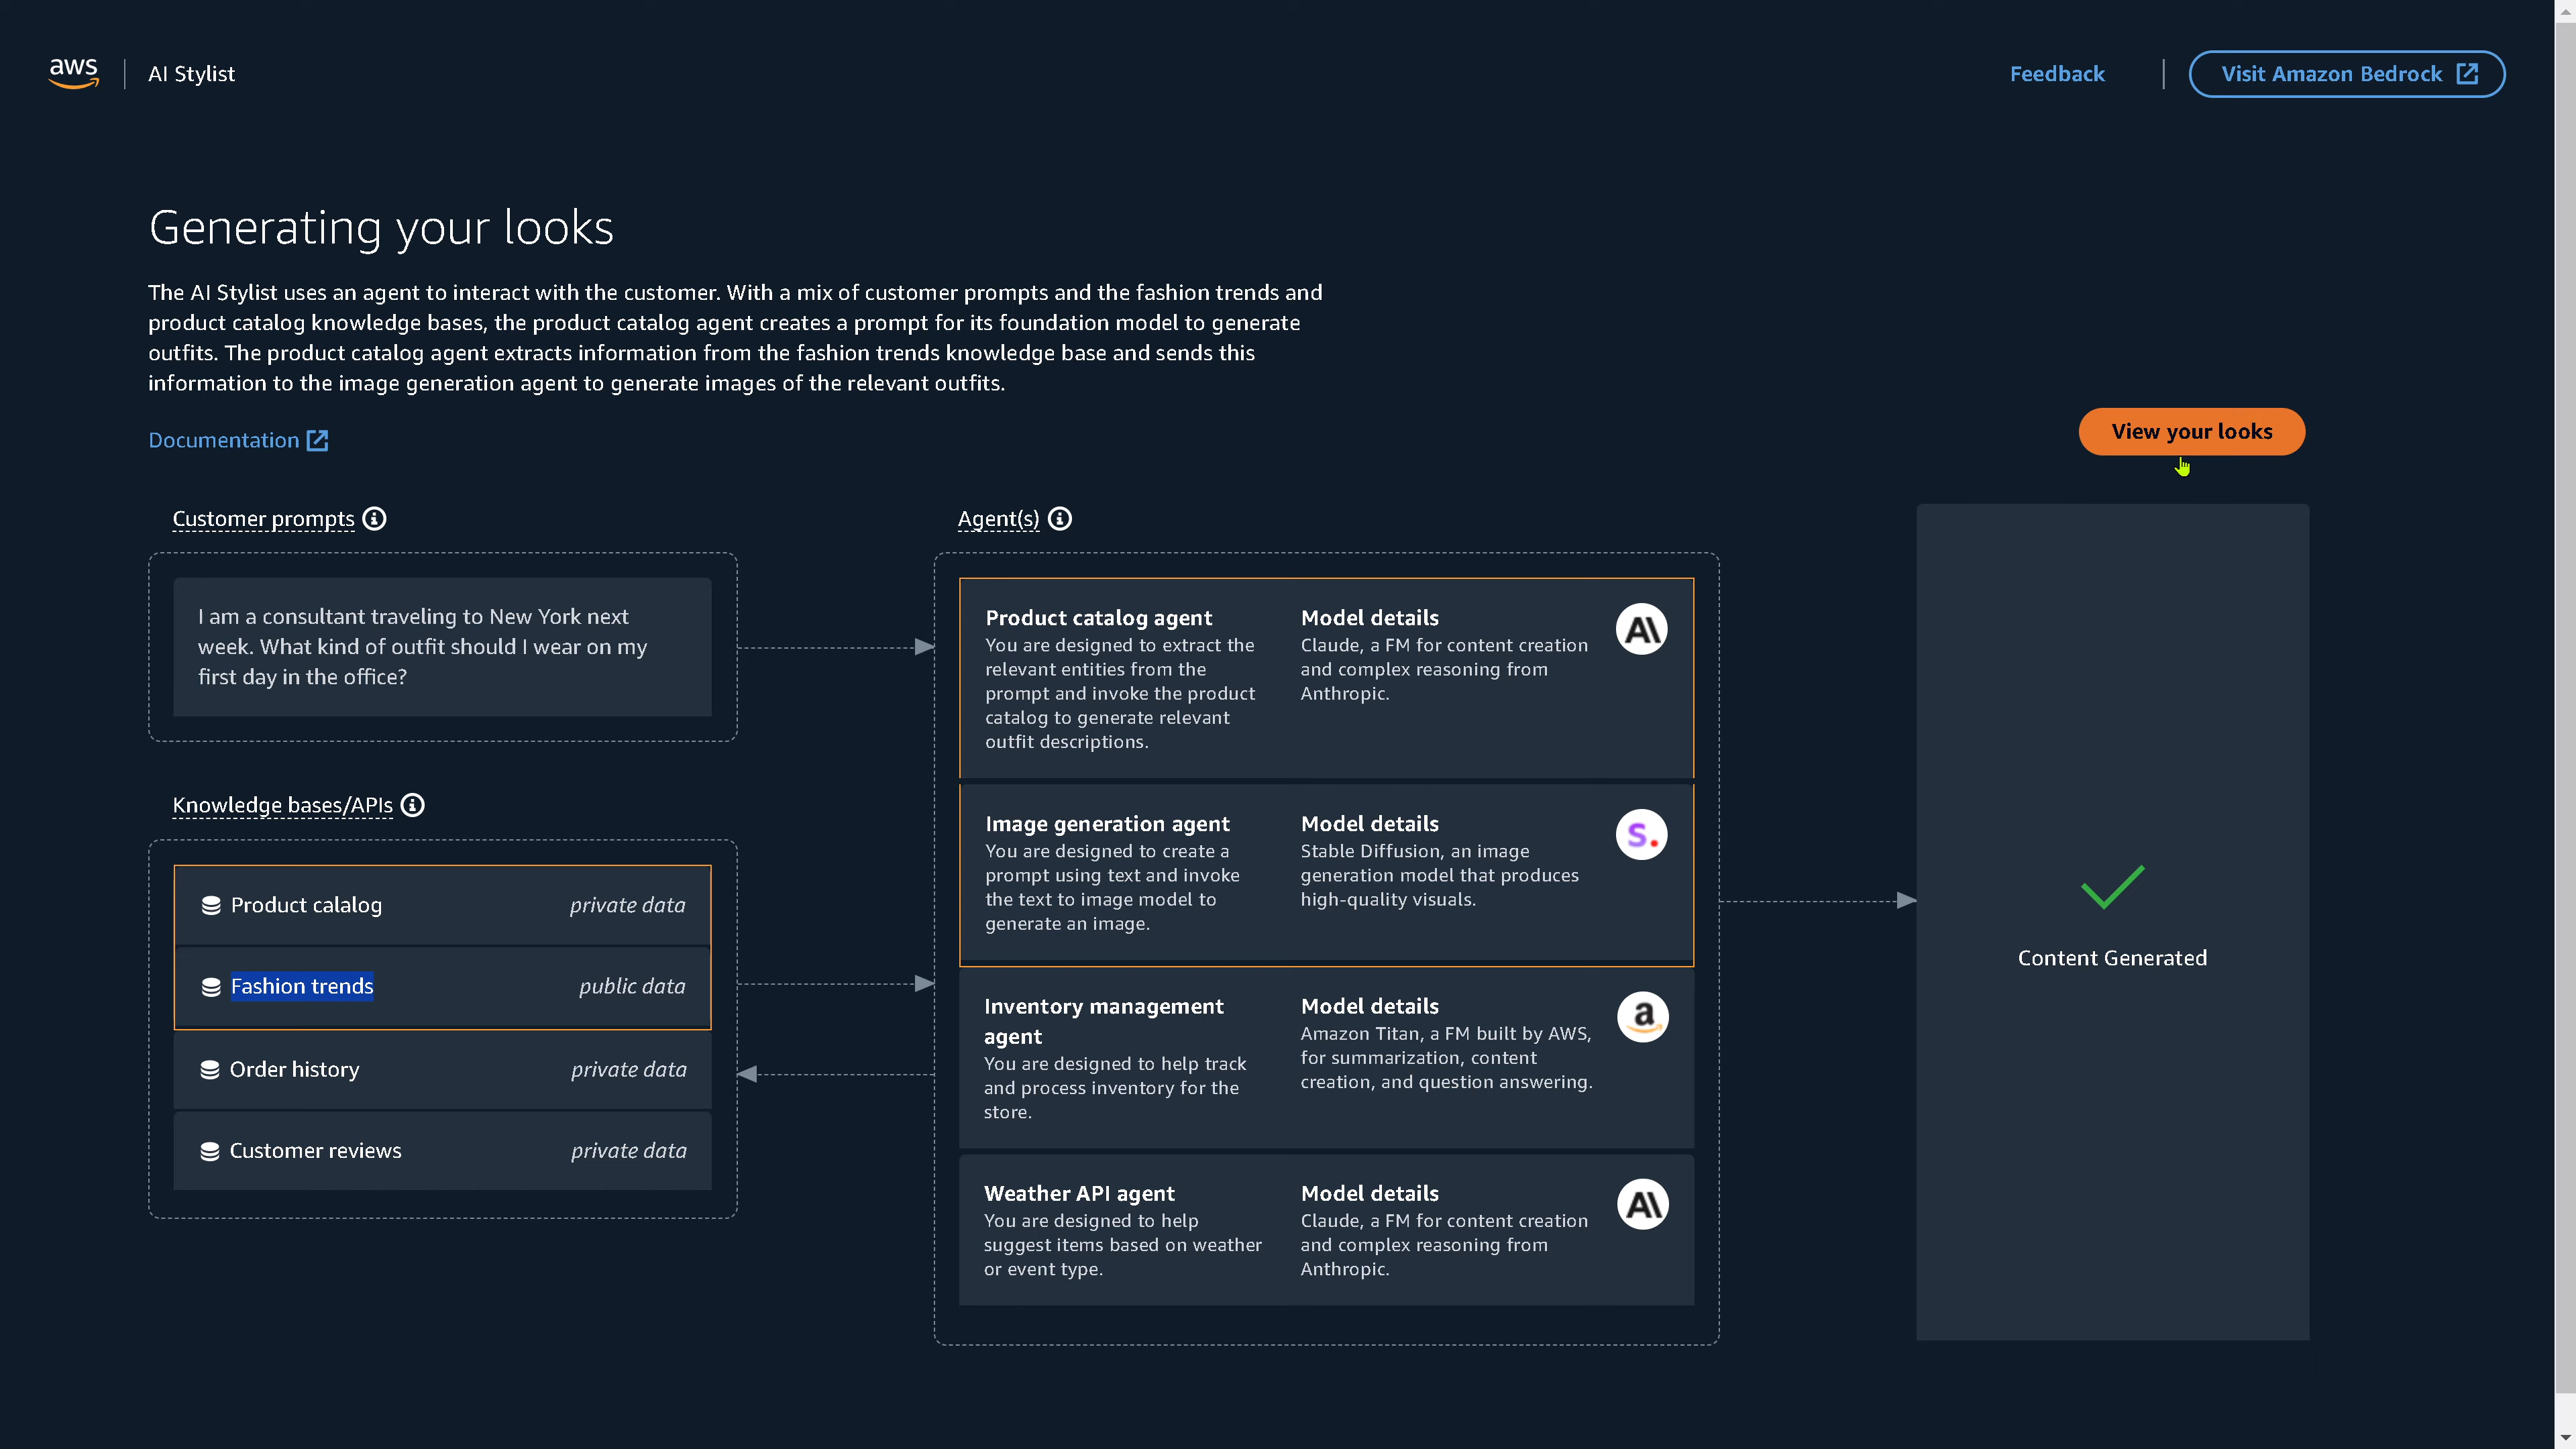 aws
AI Stylist
Feedback
Visit Amazon Bedrock
Generating your looks
The AI Stylist uses an agent to interact with the customer. With a mix of customer prompts and the fashion trends and
product catalog knowledge bases, the product catalog agent creates a prompt for its foundation model to generate
outfits. The product catalog agent extracts information from the fashion trends knowledge base and sends this
information to the image generation agent to generate images of the relevant outfits.
Documentation
View your looks
Customer prompts
I am a consultant traveling to New York next
week. What kind of outfit should I wear on my
first day in the office?
Knowledge bases/APIs
Product calalog
private data
Fashion trends
public data
Order history
private data
Customer reviews
private data
Agent(s)
Product catalog agent
You are designed to extract the
relevant entities from the
prompt and invoke the product
catalog to generate relevant
outfit descriptions.
Model details
Claude, a FM for content creation
and complex reasoning from
Anthropic.
A\
Image generation agent
You are designed to create a
prompt using text and invoke
the text to image model to
generate an image.
Model details
Stable Diffusion, an image
generation model that produces
high-quality visuals.
S.
Inventory management
agent
You are designed to help track
and process inventory for the
store.
Model details
Amazon Titan, a FM built by AWS,
for summarization, content
creation, and question answering.
a
Weather API agent
You are designed to help
suggest items based on weather
or event type.
Model details
Claude, a FM for content creation
and complex reasoning from
Anthropic.
A\
Content Generated